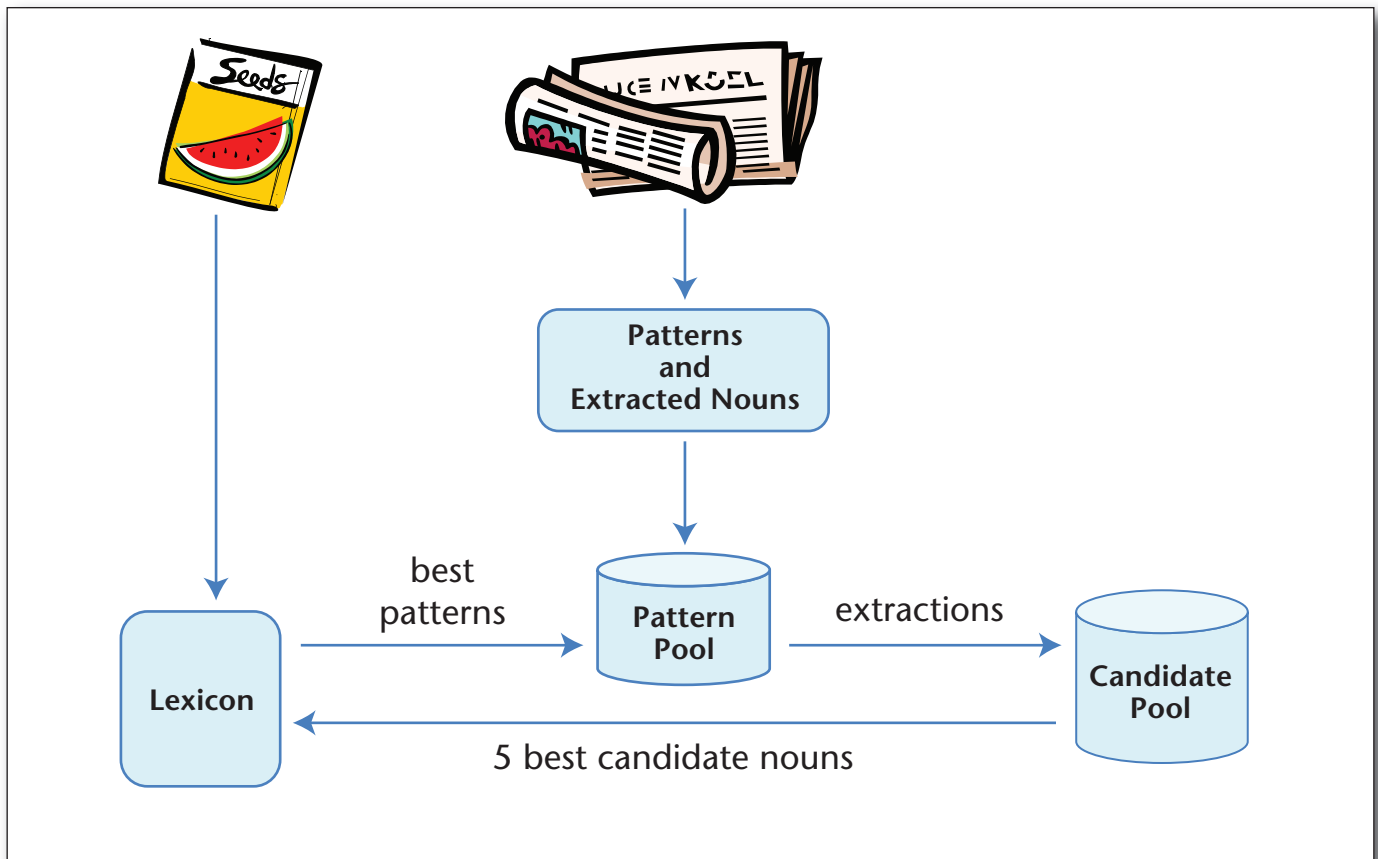 Seeds
Patterns
and
Extracted Nouns
best
patterns
Pattern
Pool
extractions
Lexicon
Candidate
Pool
5 best candidate nouns